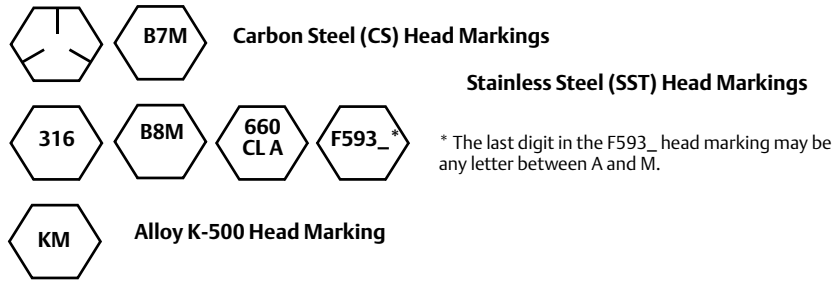 B7M
Carbon Steel (CS) Head Markings
Stainless Steel (SST) Head Markings
316
B8M
660
CL A
F593_*
* The last digit in the F593_ head marking may be
any letter between A and M.
KM
Alloy K-500 Head Marking